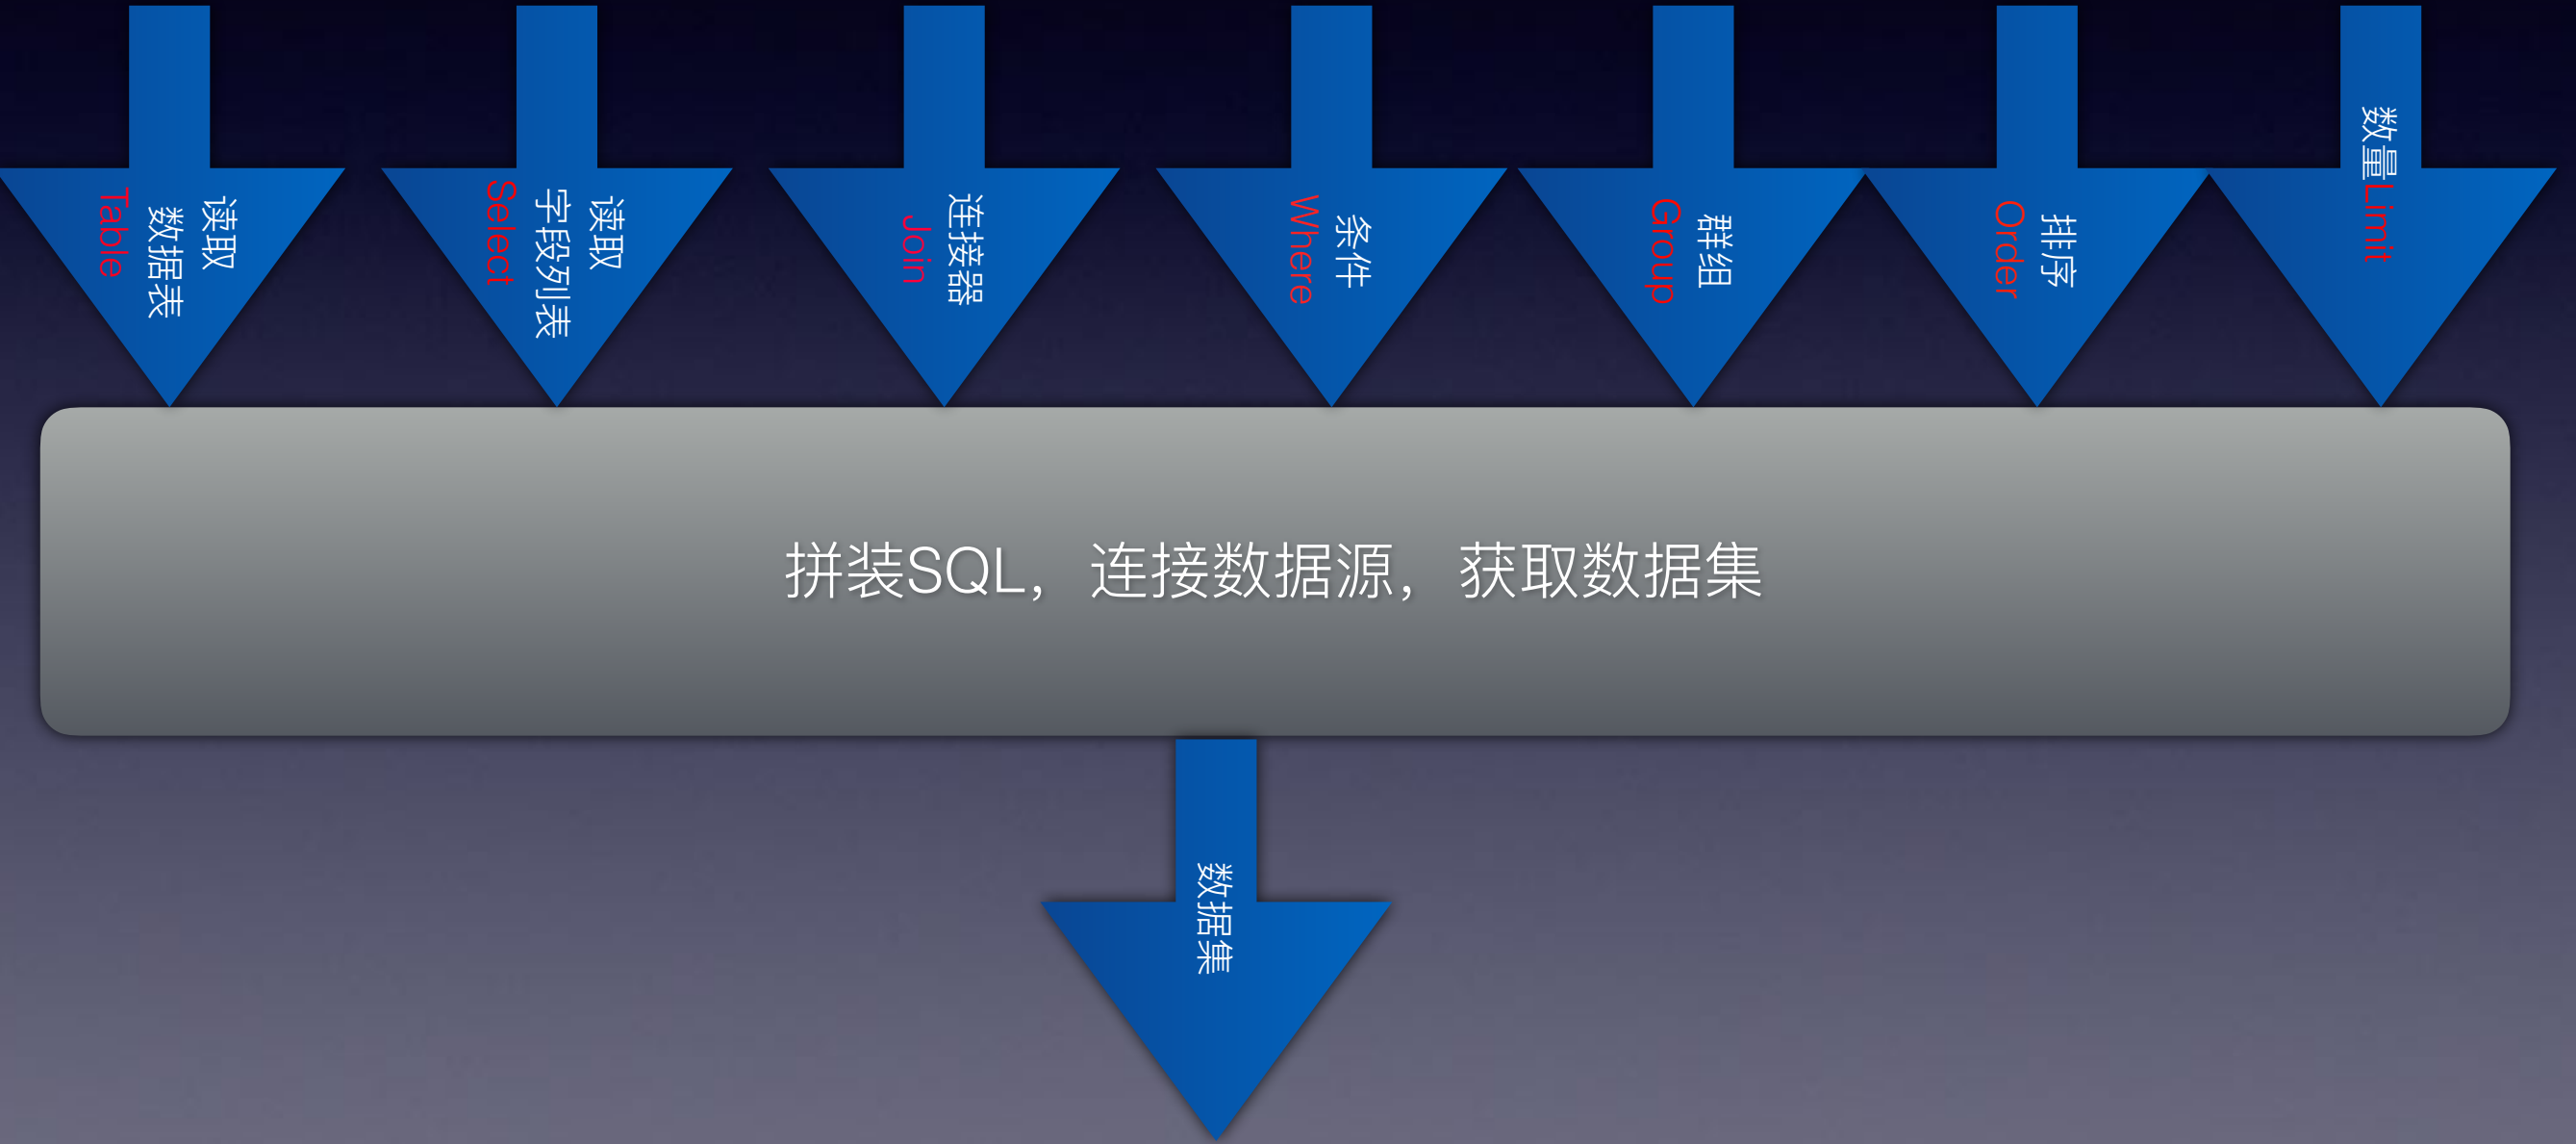 读取
数据表
Table
读取
字段列表
Select
连接器
Join
条件
Where
群组
Group
排序
Order
数量Limit
拼装SQL，连接数据源，获取数据集
数据集